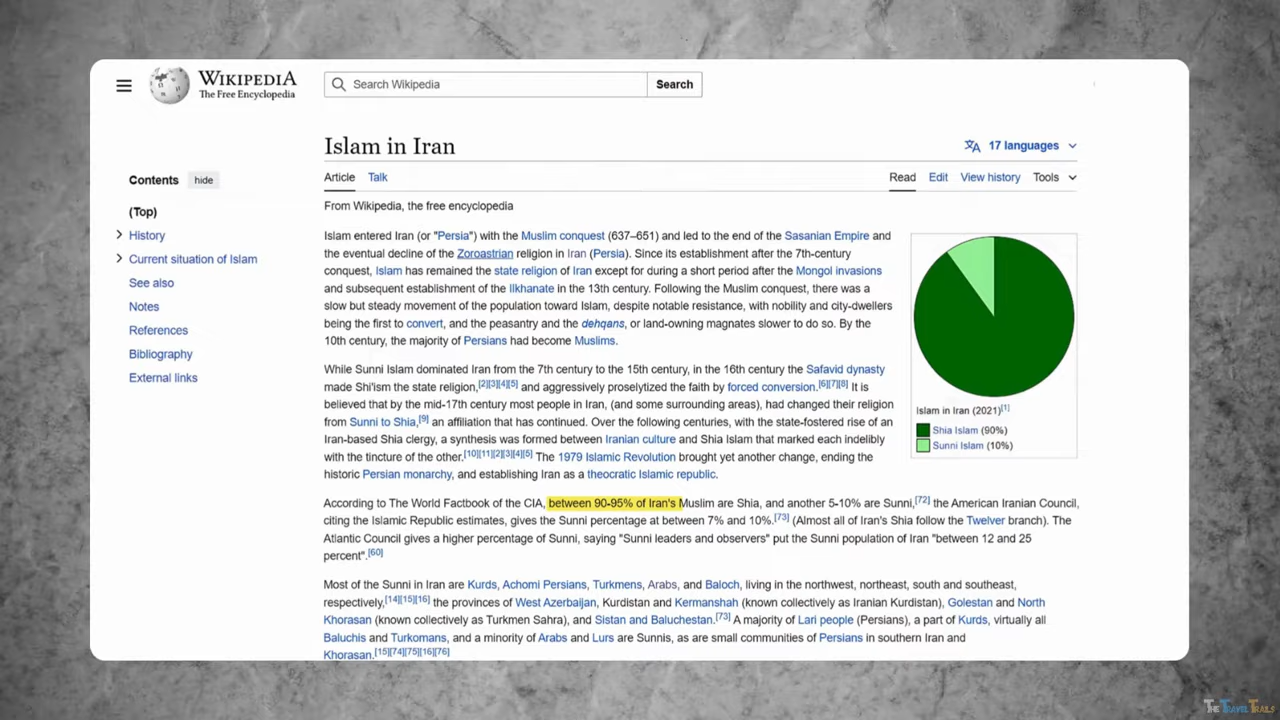 WIKIPEDIA
The Free Encyclopedia
Search Wikipedia
Search
Islam in Iran
17 languages
Contents hide
Article Talk
Read Edit View history Tools
(Top)
History
Current situation of Islam
See also
Notes
References
Bibliography
External links
From Wikipedia, the free encyclopedia
Islam entered Iran (or "Persia") with the Muslim conquest (637–651) and led to the end of the Sasanian Empire and
the eventual decline of the Zoroastrian religion in Iran (Persia). Since its establishment after the 7th-century
conquest, Islam has remained the state religion of Iran except for during a short period after the Mongol invasions
and subsequent establishment of the Ilkhanate in the 13th century. Following the Muslim conquest, there was a
slow but steady movement of the population toward Islam, despite notable resistance, with nobility and city-dwellers
being the first to convert, and the peasantry and the dehqans, or land-owning magnates slower to do so. By the
10th century, the majority of Persians had become Muslims.
While Sunni Islam dominated Iran from the 7th century to the 15th century, in the 16th century the Safavid dynasty
made Shi'ism the state religion,[2][3][4][5] and aggressively proselytized the faith by forced conversion.[6][7][8] It is
believed that by the mid-17th century most people in Iran, (and some surrounding areas), had changed their religion
from Sunni to Shia,[9] an affiliation that has continued. Over the following centuries, with the state-fostered rise of an
Iran-based Shia clergy, a synthesis was formed between Iranian culture and Shia Islam that marked each indelibly
with the tincture of the other.[10][11][2][3][4][5] The 1979 Islamic Revolution brought yet another change, ending the
historic Persian monarchy, and establishing Iran as a theocratic Islamic republic.
Islam in Iran (2021)[1]
Shia Islam (90%)
Sunni Islam (10%)
According to The World Factbook of the CIA, between 90-95% of Iran's Muslim are Shia, and another 5-10% are Sunni,[72] the American Iranian Council,
citing the Islamic Republic estimates, gives the Sunni percentage at between 7% and 10%.[73] (Almost all of Iran's Shia follow the Twelver branch). The
Atlantic Council gives a higher percentage of Sunni, saying "Sunni leaders and observers" put the Sunni population of Iran "between 12 and 25
percent".[60]
Most of the Sunni in Iran are Kurds, Achomi Persians, Turkmens, Arabs, and Baloch, living in the northwest, northeast, south and southeast,
respectively,[14][15][16] the provinces of West Azerbaijan, Kurdistan and Kermanshah (known collectively as Iranian Kurdistan), Golestan and North
Khorasan (known collectively as Turkmen Sahra), and Sistan and Baluchestan.[73] A majority of Lari people (Persians), a part of Kurds, virtually all
Baluchis and Turkomans, and a minority of Arabs and Lurs are Sunnis, as are small communities of Persians in southern Iran and
Khorasan.[15][74][75][16][76]
THE TRAVEL TRAILS